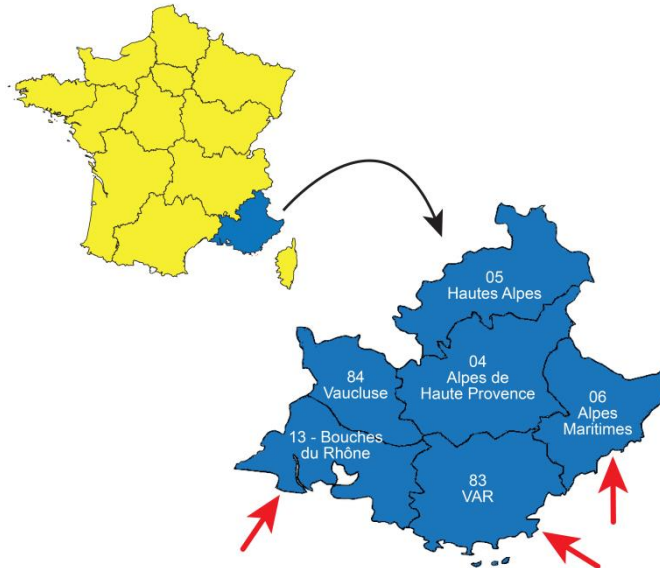 05
Hautes Alpes
04
Alpes de
Haute Provence
84
Vaucluse
06
Alpes
Maritimes
13 - Bouches
du Rhône
83
VAR